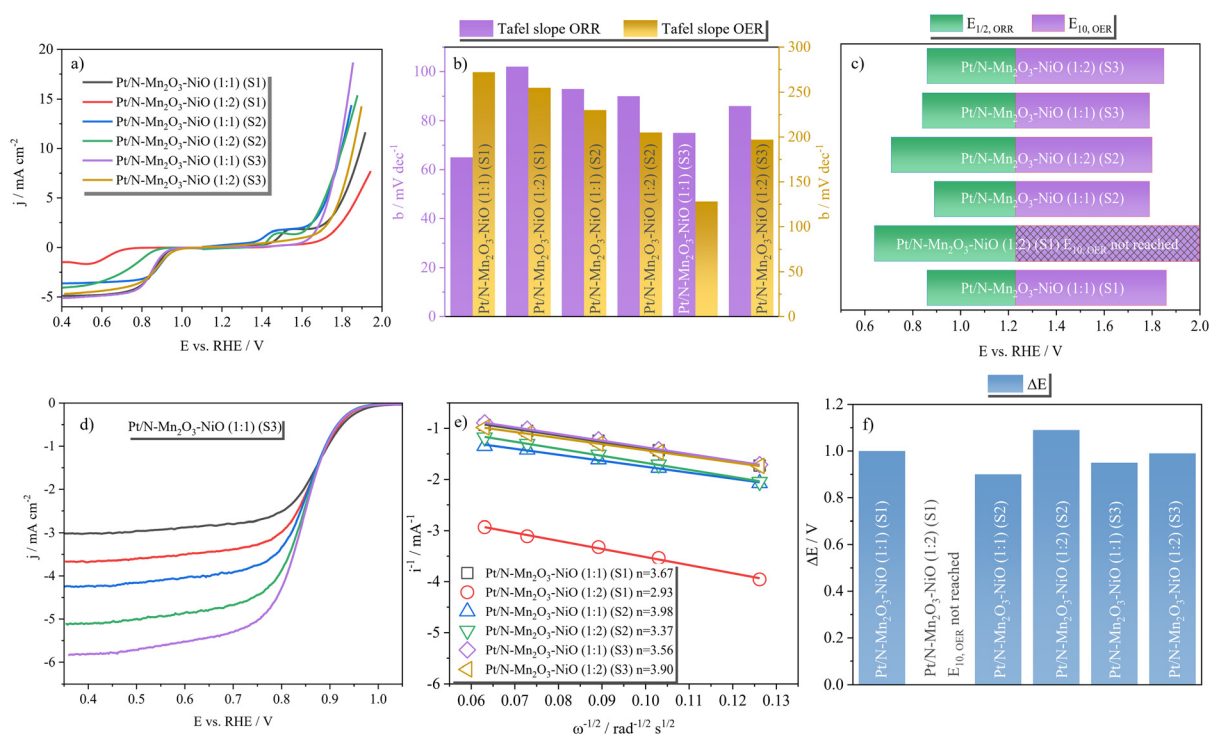 a)
Pt/N-Mn₂O₃-NiO (1:1) (S1)
Pt/N-Mn₂O₃-NiO (1:2) (S1)
Pt/N-Mn₂O₃-NiO (1:1) (S2)
Pt/N-Mn₂O₃-NiO (1:2) (S2)
Pt/N-Mn₂O₃-NiO (1:1) (S3)
Pt/N-Mn₂O₃-NiO (1:2) (S3)
j / mA cm⁻²
20
15
10
5
0
-5
0.4 0.6 0.8 1.0 1.2 1.4 1.6 1.8 2.0
E vs. RHE / V
Tafel slope ORR Tafel slope OER
b)
b / mV dec⁻¹
100
80
60
40
20
0
Pt/N-Mn₂O₃-NiO (1:1) (S1)
Pt/N-Mn₂O₃-NiO (1:2) (S1)
Pt/N-Mn₂O₃-NiO (1:1) (S2)
Pt/N-Mn₂O₃-NiO (1:2) (S2)
Pt/N-Mn₂O₃-NiO (1:1) (S3)
Pt/N-Mn₂O₃-NiO (1:2) (S3)
300
250
200
150
100
50
0
b / mV dec⁻¹
E₁/₂, ORR E₁₀, OER
c)
Pt/N-Mn₂O₃-NiO (1:2) (S3)
Pt/N-Mn₂O₃-NiO (1:1) (S3)
Pt/N-Mn₂O₃-NiO (1:2) (S2)
Pt/N-Mn₂O₃-NiO (1:1) (S2)
Pt/N-Mn₂O₃-NiO (1:2) (S1) E₁₀, OER not reached
Pt/N-Mn₂O₃-NiO (1:1) (S1)
0.6 0.8 1.0 1.2 1.4 1.6 1.8 2.0
E vs. RHE / V
d)
Pt/N-Mn₂O₃-NiO (1:1) (S3)
j / mA cm⁻²
0
-1
-2
-3
-4
-5
-6
0.4 0.5 0.6 0.7 0.8 0.9 1.0
E vs. RHE / V
e)
i⁻¹ / mA⁻¹
-1
-2
-3
-4
-5
-6
Pt/N-Mn₂O₃-NiO (1:1) (S1) n=3.67
Pt/N-Mn₂O₃-NiO (1:2) (S1) n=2.93
Pt/N-Mn₂O₃-NiO (1:1) (S2) n=3.98
Pt/N-Mn₂O₃-NiO (1:2) (S2) n=3.37
Pt/N-Mn₂O₃-NiO (1:1) (S3) n=3.56
Pt/N-Mn₂O₃-NiO (1:2) (S3) n=3.90
0.06 0.07 0.08 0.09 0.10 0.11 0.12 0.13
ω⁻¹/² / rad⁻¹/² s¹/²
ΔE
f)
ΔE / V
1.2
1.0
0.8
0.6
0.4
0.2
0.0
Pt/N-Mn₂O₃-NiO (1:1) (S1)
Pt/N-Mn₂O₃-NiO (1:2) (S1)
E₁₀, OER not reached
Pt/N-Mn₂O₃-NiO (1:1) (S2)
Pt/N-Mn₂O₃-NiO (1:2) (S2)
Pt/N-Mn₂O₃-NiO (1:1) (S3)
Pt/N-Mn₂O₃-NiO (1:2) (S3)